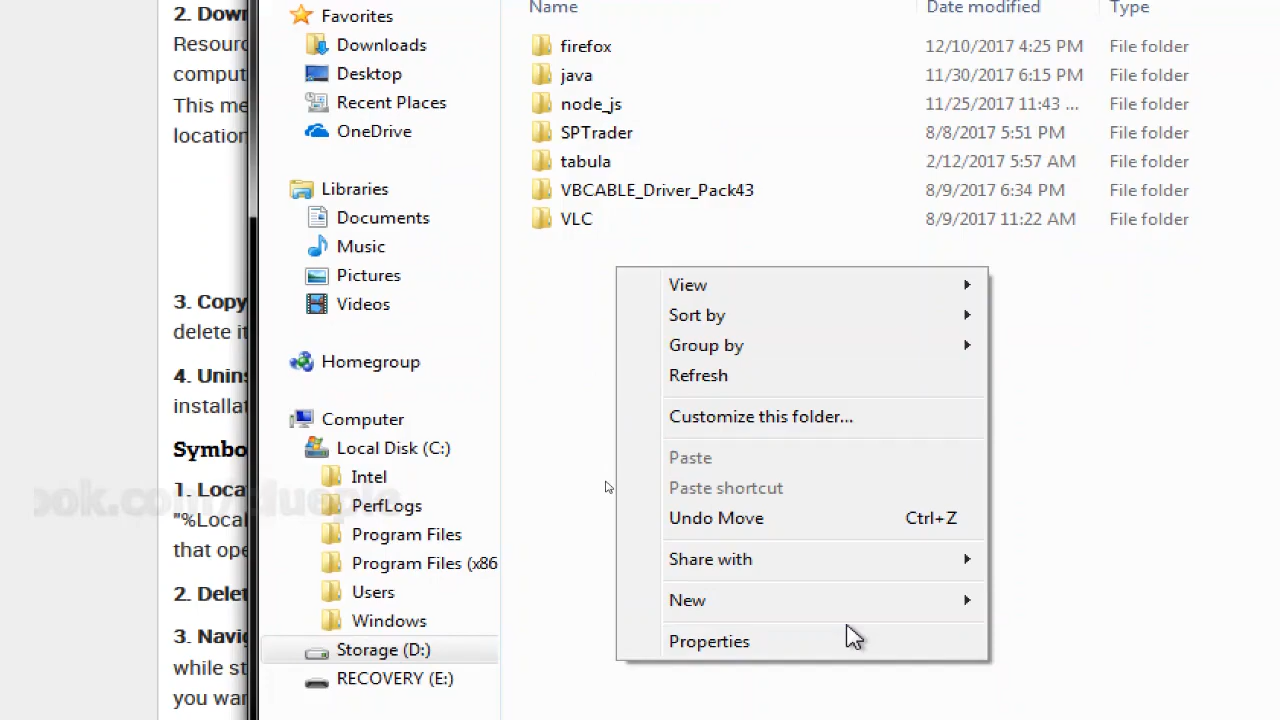 2. Down
Resourc
comput
This me
location
3. Copy
delete it
4. Unins
installat
Symbo
1. Loca
"%Local
that ope
2. Delet
3. Navig
while st
you war
Favorites
Downloads
Desktop
Recent Places
OneDrive
Libraries
Documents
Music
Pictures
Videos
Homegroup
Computer
Local Disk (C:)
Intel
PerfLogs
Program Files
Program Files (x86
Users
Windows
Storage (D:)
RECOVERY (E:)
Name Date modified Type
firefox 12/10/2017 4:25 PM File folder
java 11/30/2017 6:15 PM File folder
node_js 11/25/2017 11:43 ... File folder
SPTrader 8/8/2017 5:51 PM File folder
tabula 2/12/2017 5:57 AM File folder
VBCABLE_Driver_Pack43 8/9/2017 6:34 PM File folder
VLC 8/9/2017 11:22 AM File folder
View
Sort by
Group by
Refresh
Customize this folder...
Paste
Paste shortcut
Undo Move Ctrl+Z
Share with
New
Properties